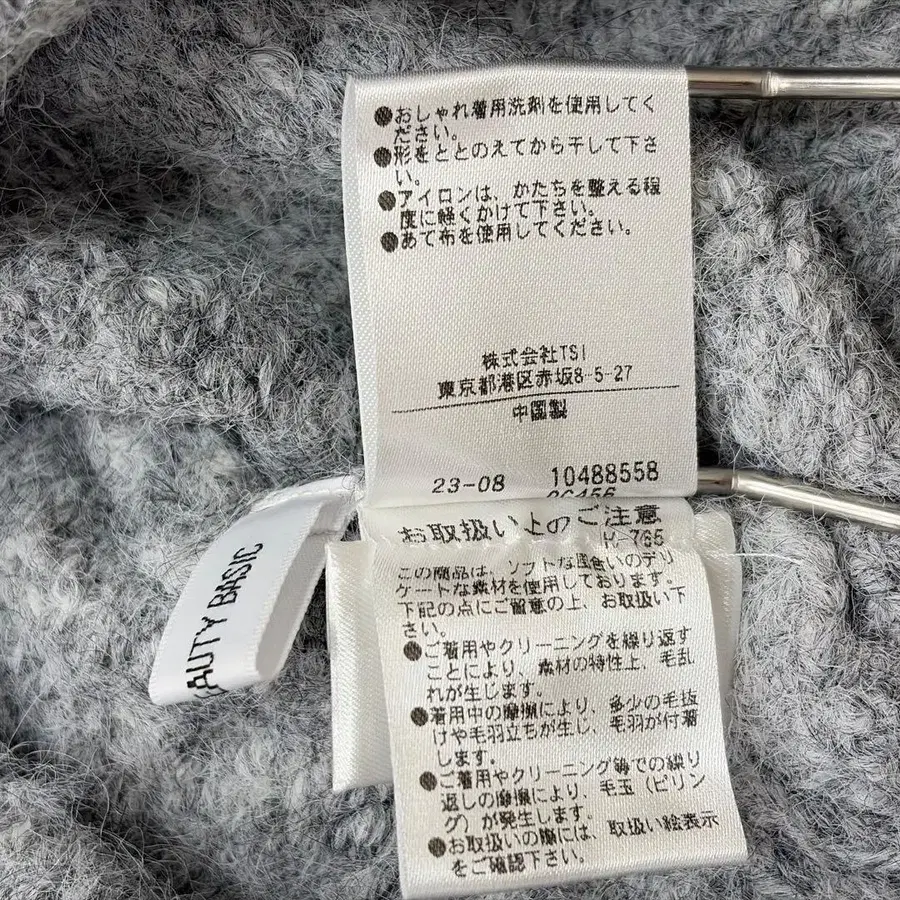 ●おしゃれ着用洗剤を使用してく
ださい。
●形をととのえてから干して下さ
い。
●アイロンは、かたちを整える程
度に軽くかけて下さい。
●あて布を使用してください。
株式会社TSI
東京都港区赤坂8-5-27
中国製
23-08 10488558
AUTY BASIC
お取扱い上のご注意
K-765
この商品は、ソフトな風合いのデリ
ケートな素材を使用しております。
下記の点にご留意の上、お取扱い下
さい。
●ご着用やクリーニングを繰り返す
ことにより、素材の特性上、毛乱
れが生じます。
●着用中の摩擦により、多少の毛抜
けや毛羽立ちが生じ、毛羽が付着
します。
●ご着用やクリーニング等での繰り
返しの摩擦により、毛玉（ピリン
グ）が発生します。
●お取扱いの際には、取扱い絵表示
をご確認下さい。